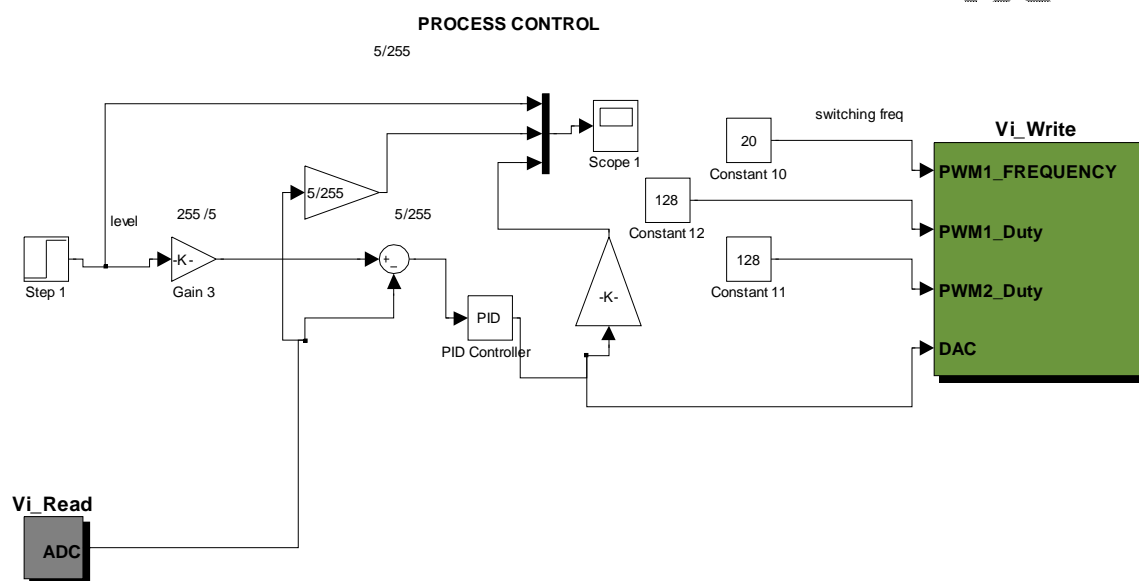 PROCESS CONTROL
5/255
switching freq
Vi_Write
20
Scope 1
PWM1_FREQUENCY
Constant 10
5/255
128
level
255 /5
5/255
Constant 12
PWM1_Duty
-K-
+
_
128
Step 1
Gain 3
Constant 11
PWM2_Duty
-K-
PID
PID Controller
DAC
Vi_Read
ADC